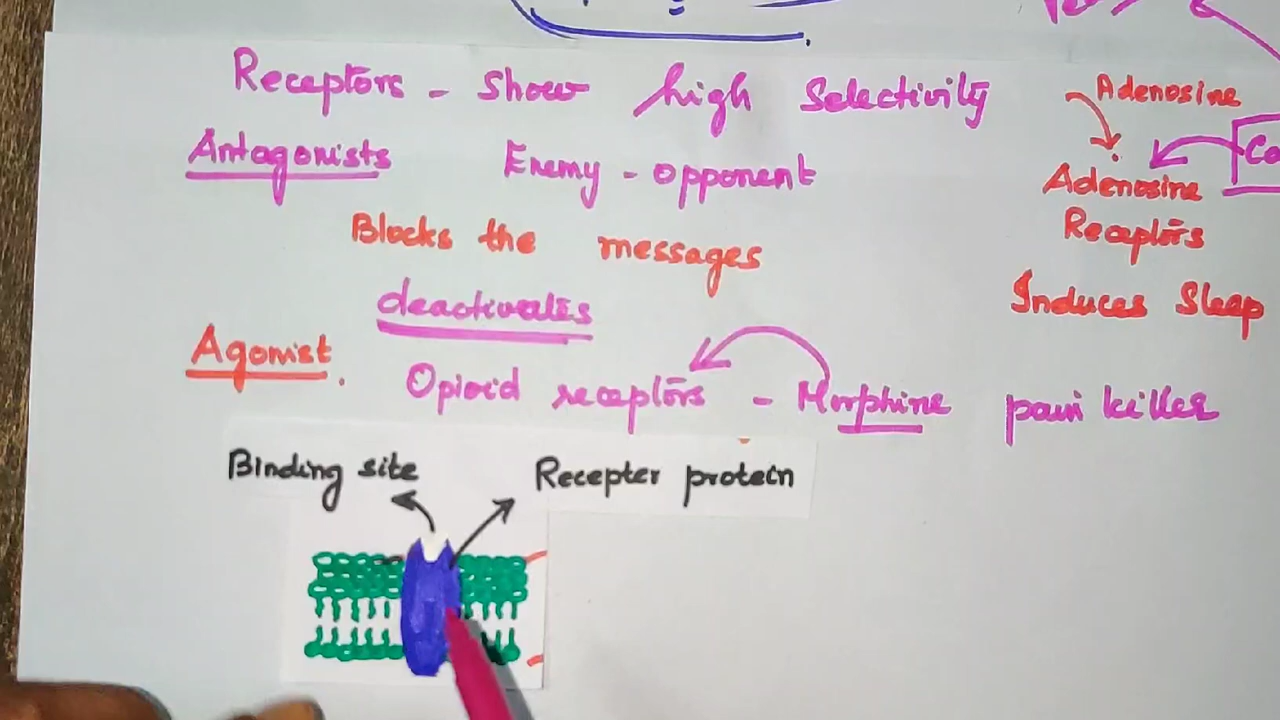 Receptors - Show high Selectivity
Antagonists Enemy - opponent
Blocks the messages
deactivates
Agonist.
Opioid receptors - Morphine pain killer
Binding site
Recepter protein
Adenosine
Adenosine
Receptors
Induces Sleep